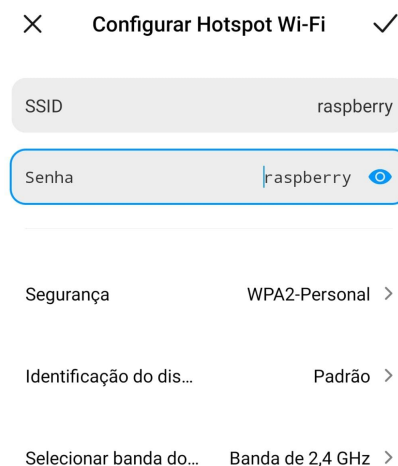 Configurar Hotspot Wi-Fi
SSID raspberry
Senha raspberry
Segurança WPA2-Personal
Identificação do dis... Padrão
Selecionar banda do... Banda de 2,4 GHz